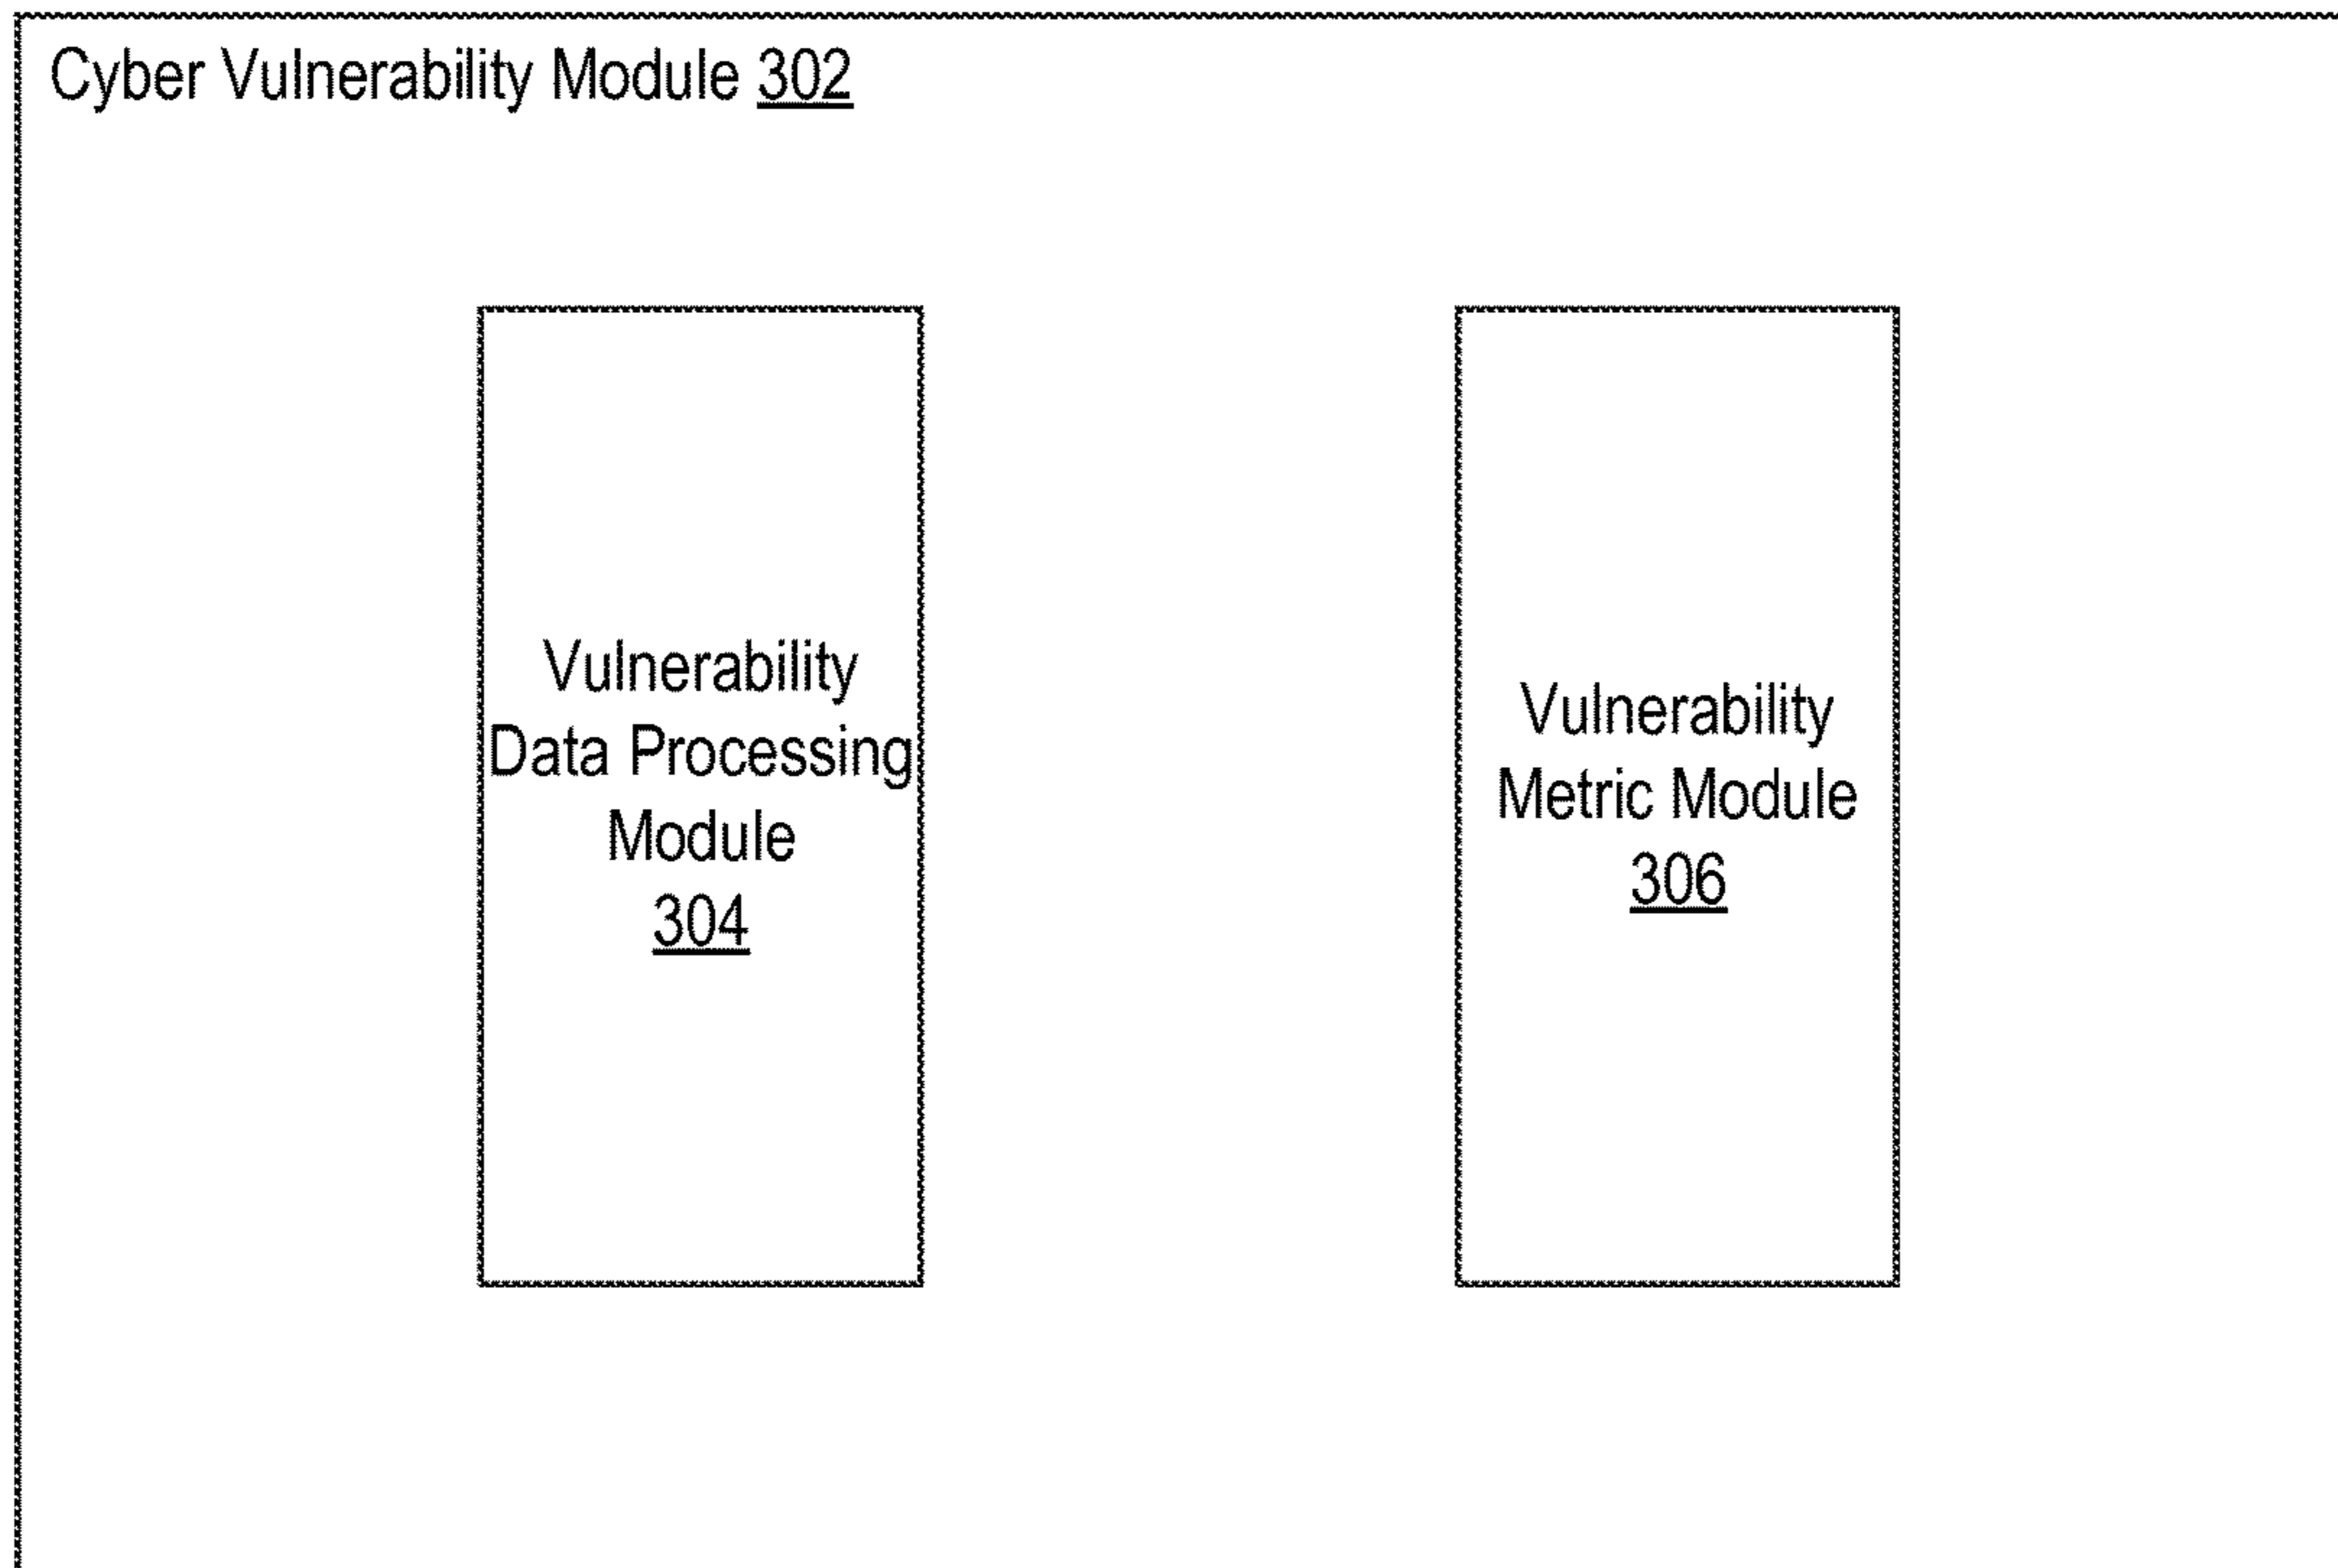 Cyber Vulnerability Module 302
Vulnerability
Data Processing
Module
304
Vulnerability
Metric Module
306